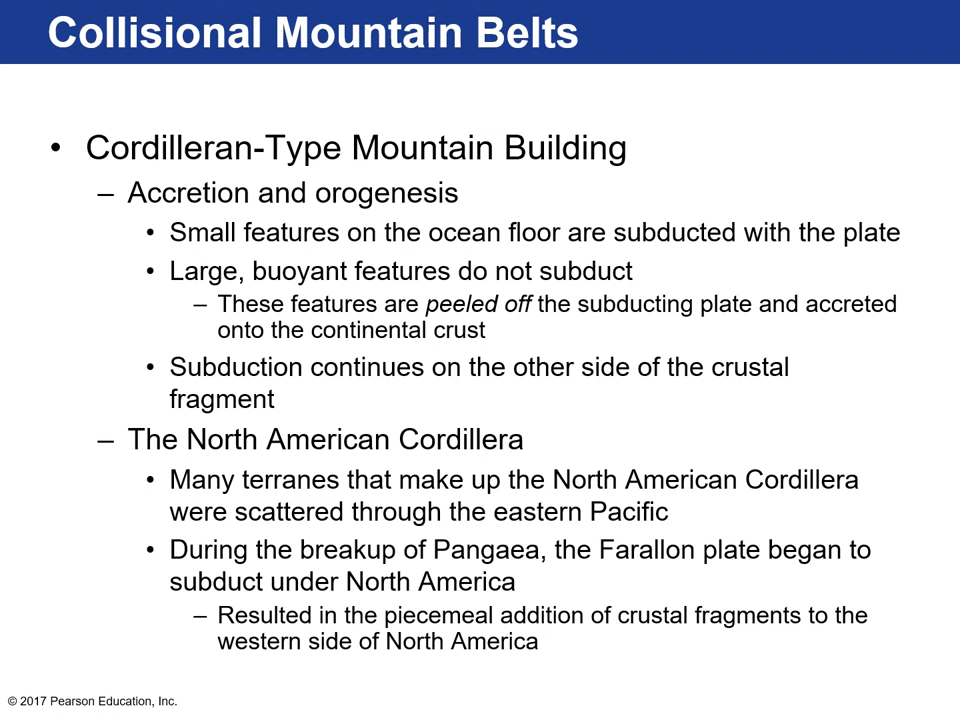 Collisional Mountain Belts
• Cordilleran-Type Mountain Building
– Accretion and orogenesis
• Small features on the ocean floor are subducted with the plate
• Large, buoyant features do not subduct
– These features are peeled off the subducting plate and accreted
onto the continental crust
• Subduction continues on the other side of the crustal
fragment
– The North American Cordillera
• Many terranes that make up the North American Cordillera
were scattered through the eastern Pacific
• During the breakup of Pangaea, the Farallon plate began to
subduct under North America
– Resulted in the piecemeal addition of crustal fragments to the
western side of North America
© 2017 Pearson Education, Inc.